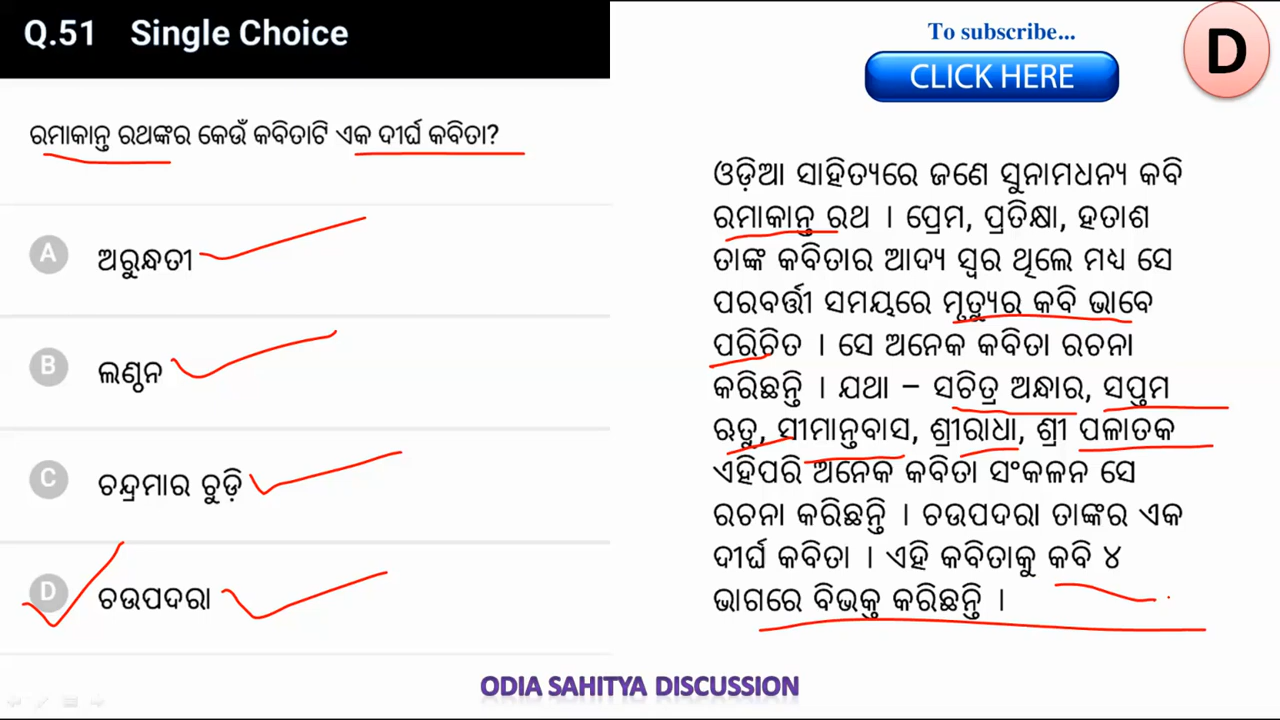 Q.51 Single Choice
ରମାକାନ୍ତ ରଥଙ୍କର କେଉଁ କବିତାଟି ଏକ ଦୀର୍ଘ କବିତା?
A ଅରୁନ୍ଧତୀ
B ଲଣ୍ଠନ
C ଚନ୍ଦ୍ରମାର ଚୁଡ଼ି
D ଚଉପଦରା
To subscribe...
CLICK HERE
D
ଓଡ଼ିଆ ସାହିତ୍ୟରେ ଜଣେ ସୁନାମଧନ୍ୟ କବି
ରମାକାନ୍ତ ରଥ । ପ୍ରେମ, ପ୍ରତିକ୍ଷା, ହତାଶ
ତାଙ୍କ କବିତାର ଆଦ୍ୟ ସ୍ୱର ଥିଲେ ମଧ୍ୟ ସେ
ପରବର୍ତ୍ତୀ ସମୟରେ ମୃତ୍ୟୁର କବି ଭାବେ
ପରିଚିତ । ସେ ଅନେକ କବିତା ରଚନା
କରିଛନ୍ତି । ଯଥା – ସଚିତ୍ର ଅନ୍ଧାର, ସପ୍ତମ
ଋତୁ, ସୀମାନ୍ତବାସ, ଶ୍ରୀରାଧା, ଶ୍ରୀ ପଳାତକ
ଏହିପରି ଅନେକ କବିତା ସଂକଳନ ସେ
ରଚନା କରିଛନ୍ତି । ଚଉପଦରା ତାଙ୍କର ଏକ
ଦୀର୍ଘ କବିତା । ଏହି କବିତାକୁ କବି ୪
ଭାଗରେ ବିଭକ୍ତ କରିଛନ୍ତି ।
ODIA SAHITYA DISCUSSION